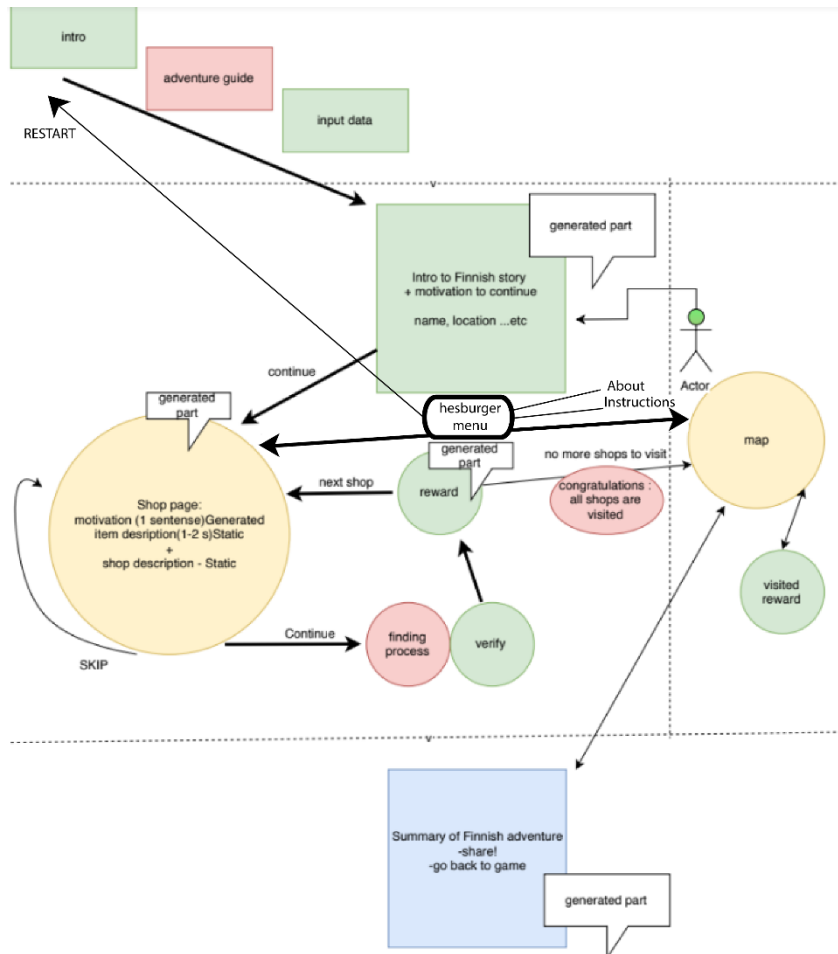 intro
adventure guide
input data
RESTART
generated part
Intro to Finnish story
+ motivation to continue
name, location ...etc
continue
Actor
About
Instructions
hesburger
menu
map
generated
part
generated
part
no more shops to visit
Shop page:
motivation (1 sentense)Generated
item desription(1-2 s)Static
+
shop description - Static
next shop
reward
congratulations :
all shops are
visited
visited
reward
Continue
finding
process
verify
SKIP
Summary of Finnish adventure
-share!
-go back to game
generated part